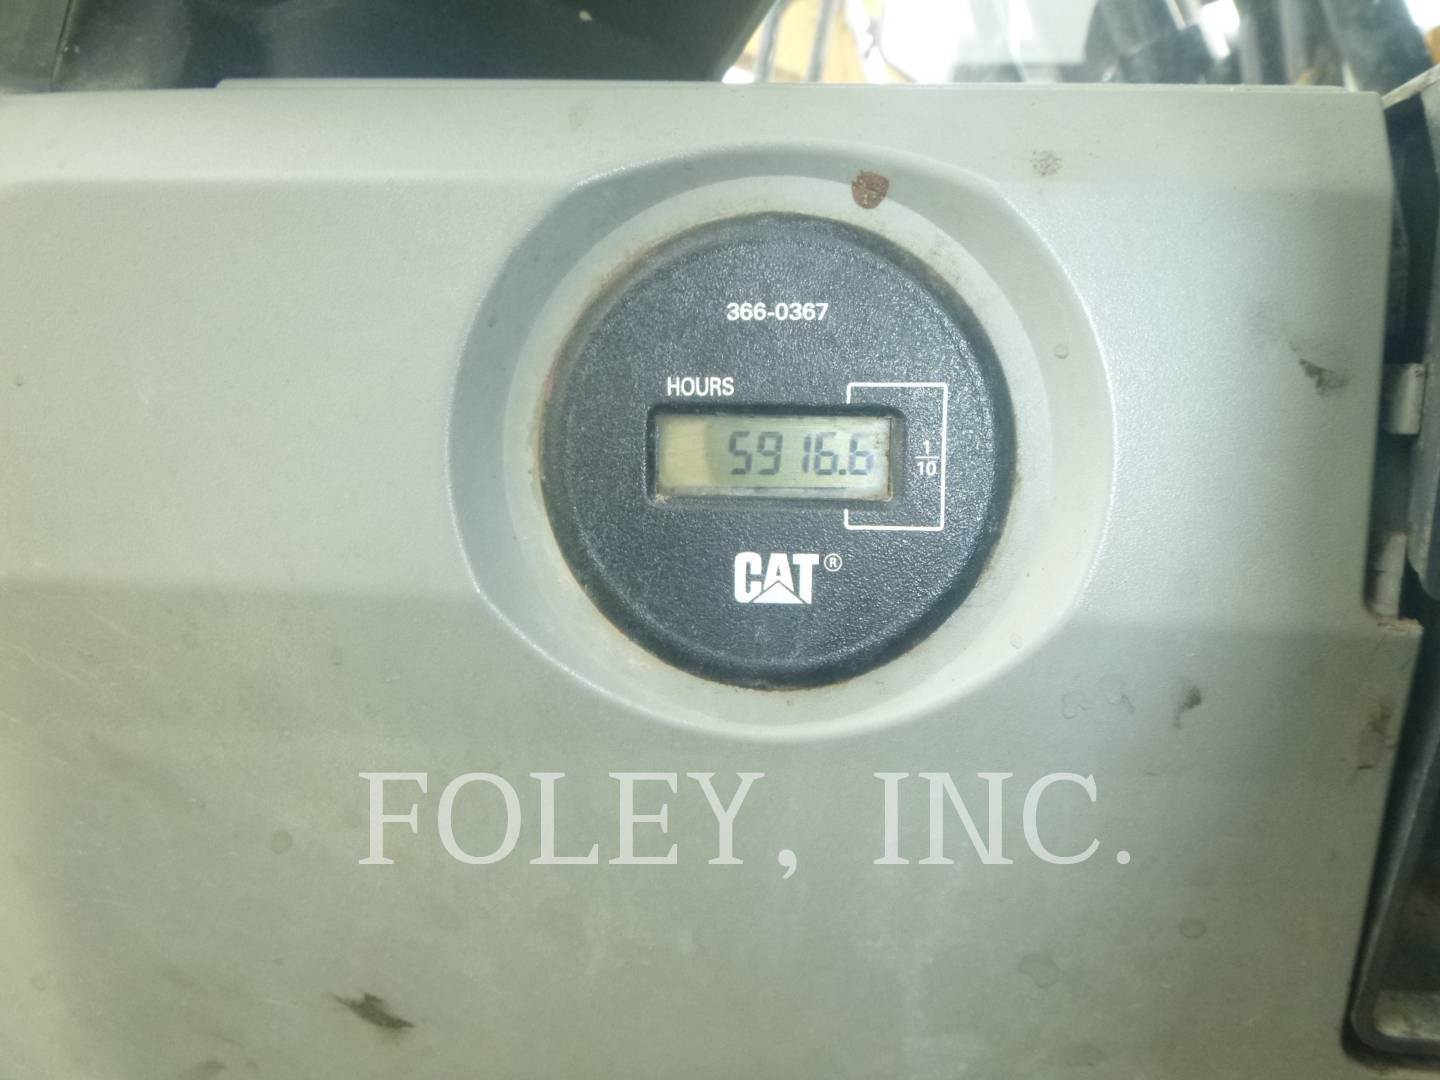 366-0367
HOURS
5916.6
1
10
CAT®
FOLEY, INC.